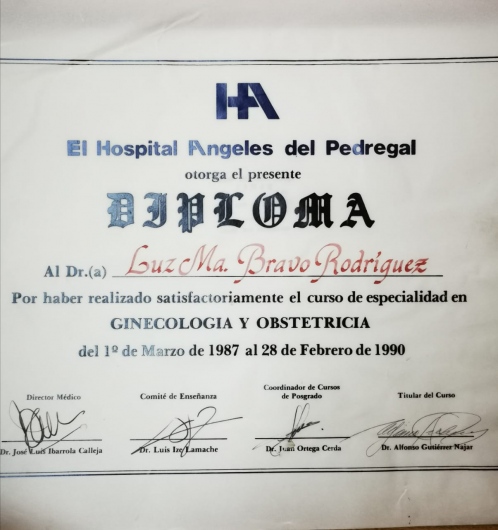 HA
El Hospital Angeles del Pedregal
otorga el presente
DIPLOMA
Al Dr.(a) Luz Ma. Bravo Rodríguez
Por haber realizado satisfactoriamente el curso de especialidad en
GINECOLOGIA Y OBSTETRICIA
del 1º de Marzo de 1987 al 28 de Febrero de 1990
Director Médico
Dr. José Luis Ibarrola Calleja
Comité de Enseñanza
Dr. Luis Ize Lamache
Coordinador de Cursos
de Posgrado
Dr. Juan Ortega Cerda
Titular del Curso
Dr. Alfonso Gutiérrez Najar